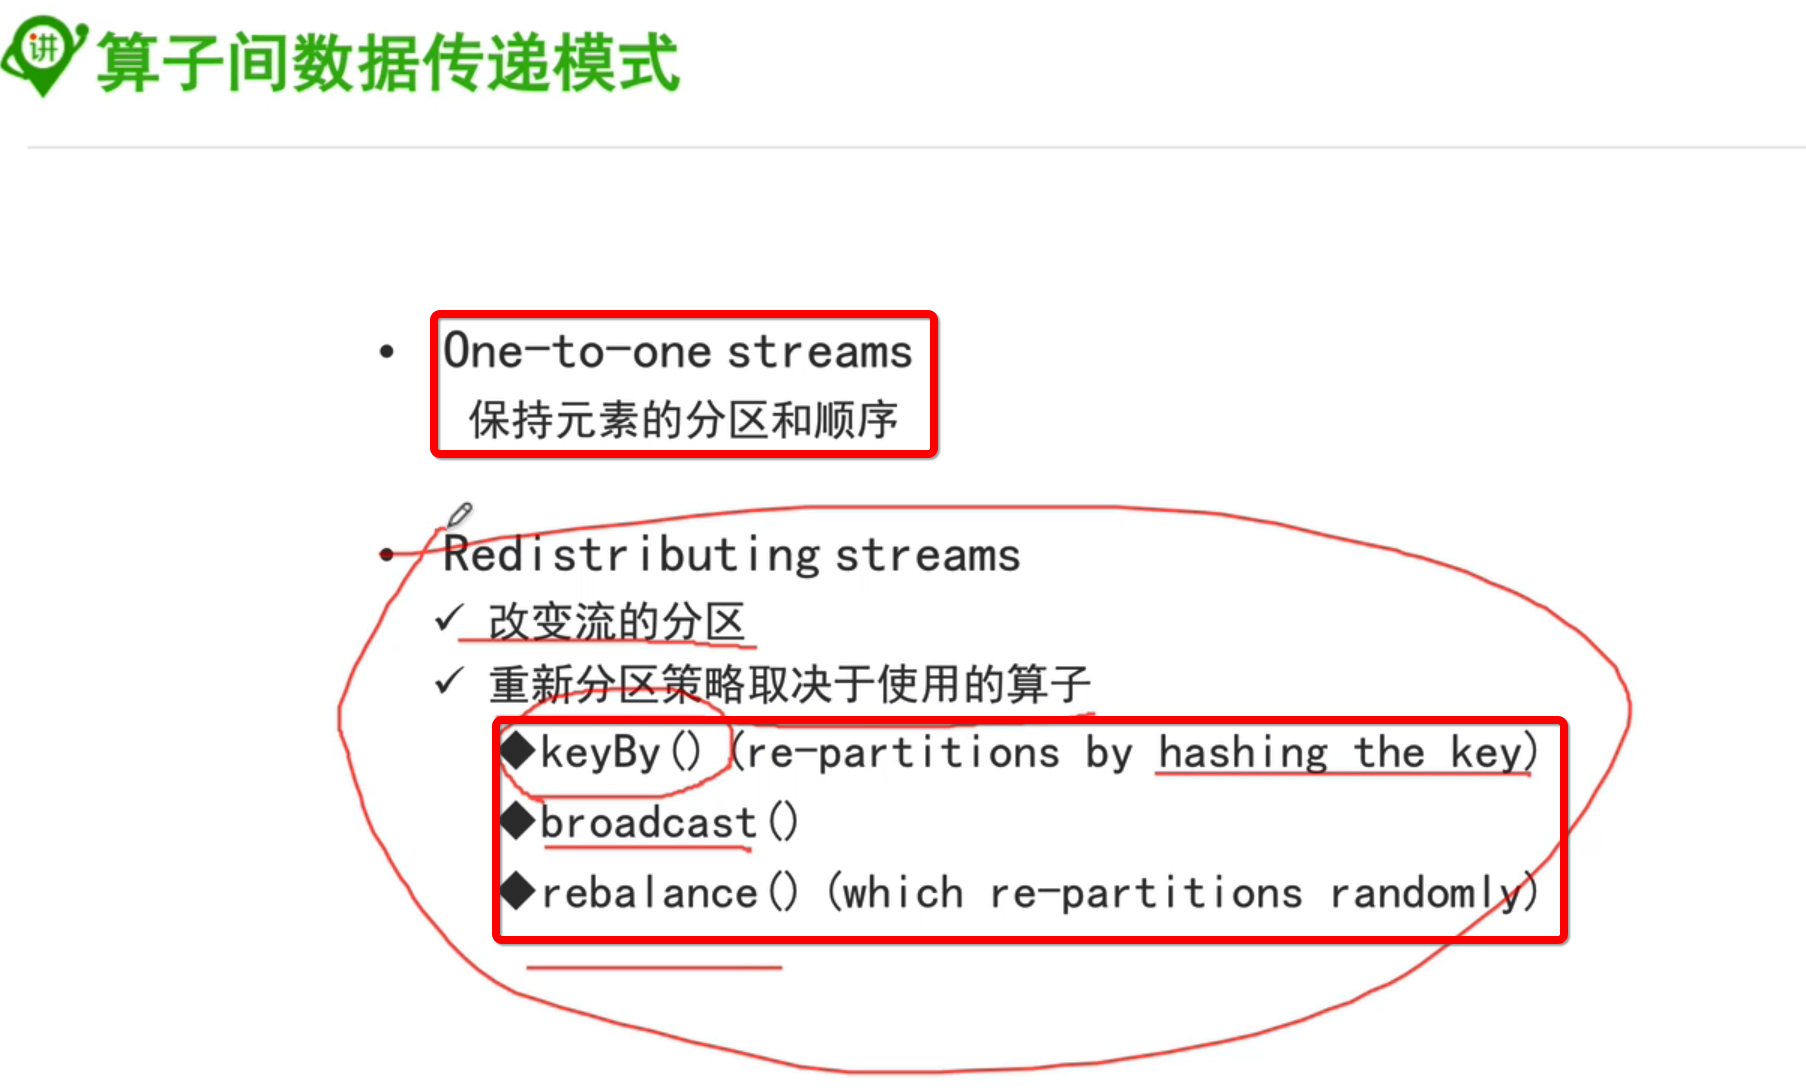 讲
算子间数据传递模式
• One-to-one streams
保持元素的分区和顺序
• Redistributing streams
✓ 改变流的分区
✓ 重新分区策略取决于使用的算子
◆keyBy() (re-partitions by hashing the key)
◆broadcast()
◆rebalance() (which re-partitions randomly)